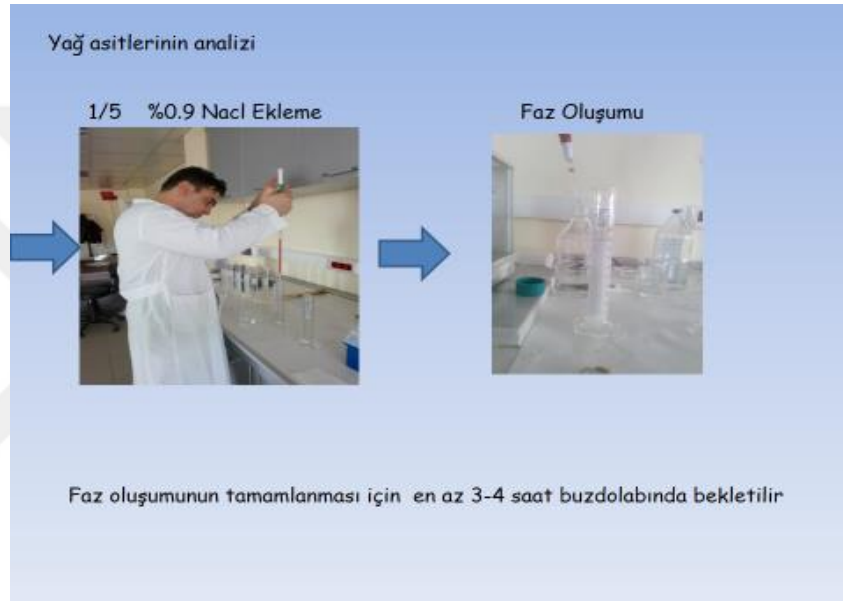 Yağ asitlerinin analizi
1/5 %0.9 Nacl Ekleme
Faz Oluşumu
Faz oluşumunun tamamlanması için en az 3-4 saat buzdolabında bekletilir